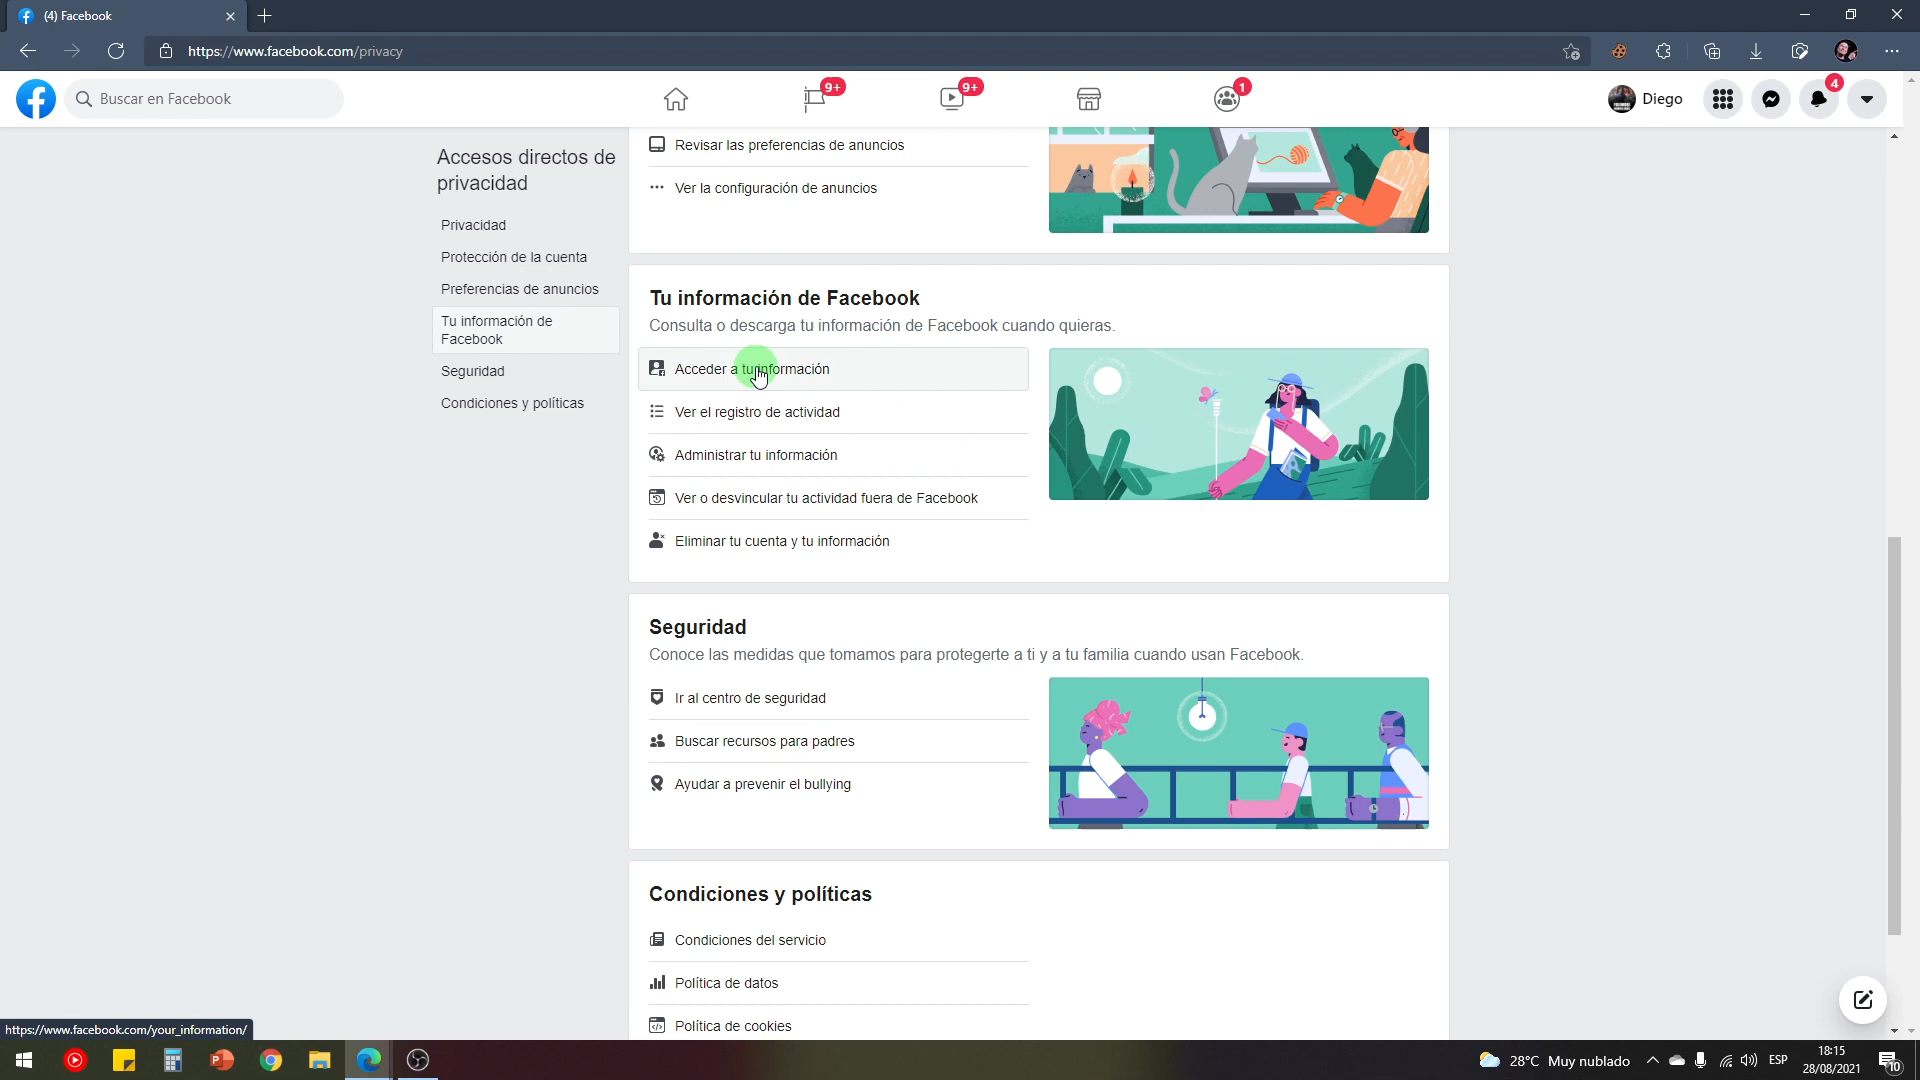 (4) Facebook
https://www.facebook.com/privacy
Buscar en Facebook
9+
9+
1
Diego
4
Accesos directos de
privacidad
Privacidad
Protección de la cuenta
Preferencias de anuncios
Tu información de
Facebook
Seguridad
Condiciones y políticas
Revisar las preferencias de anuncios
Ver la configuración de anuncios
Tu información de Facebook
Consulta o descarga tu información de Facebook cuando quieras.
Acceder a tu información
Ver el registro de actividad
Administrar tu información
Ver o desvincular tu actividad fuera de Facebook
Eliminar tu cuenta y tu información
Seguridad
Conoce las medidas que tomamos para protegerte a ti y a tu familia cuando usan Facebook.
Ir al centro de seguridad
Buscar recursos para padres
Ayudar a prevenir el bullying
Condiciones y políticas
Condiciones del servicio
Política de datos
Política de cookies
https://www.facebook.com/your_information/
28°C Muy nublado
ESP
18:15
28/08/2021
10